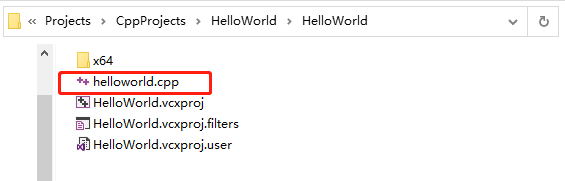 « Projects > CppProjects > HelloWorld > HelloWorld
x64
helloworld.cpp
HelloWorld.vcxproj
HelloWorld.vcxproj.filters
HelloWorld.vcxproj.user